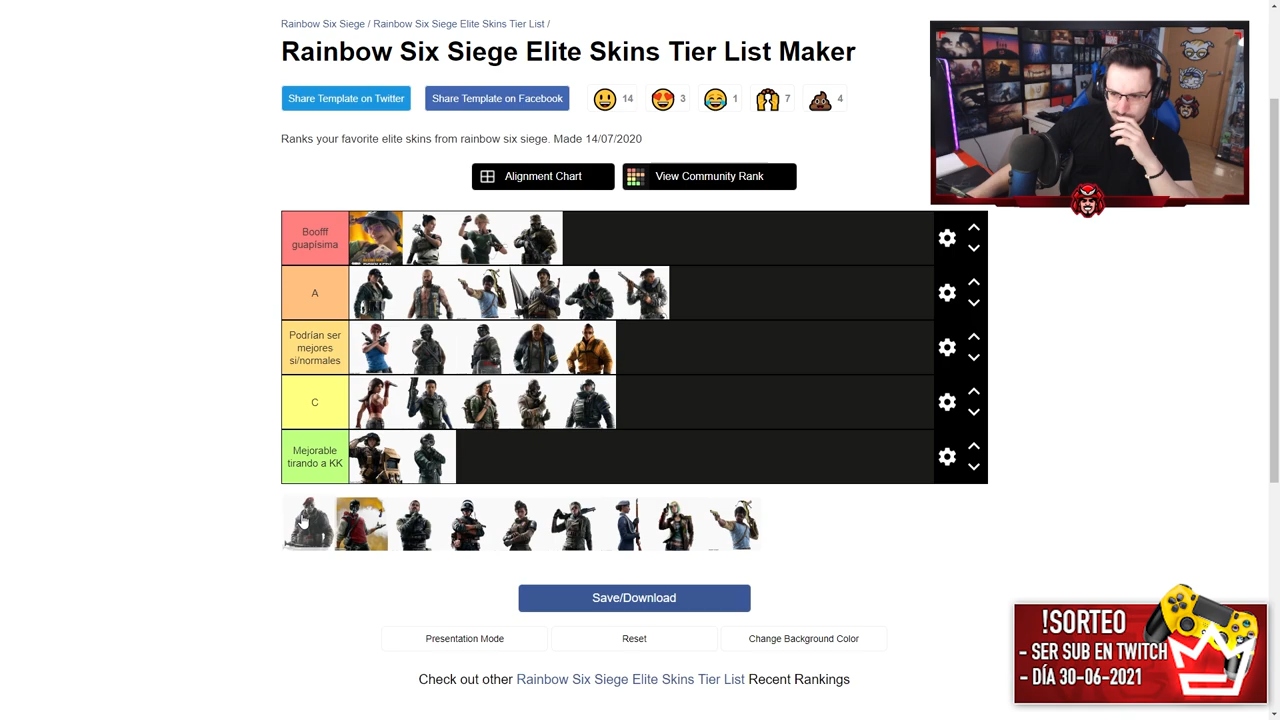 Rainbow Six Siege / Rainbow Six Siege Elite Skins Tier List /
Rainbow Six Siege Elite Skins Tier List Maker
Share Template on Twitter
Share Template on Facebook
14
3
1
7
4
Ranks your favorite elite skins from rainbow six siege. Made 14/07/2020
Alignment Chart
View Community Rank
Boofff
guapísima
A
Podrían ser
mejores
si/normales
C
Mejorable
tirando a KK
Save/Download
Presentation Mode
Reset
Change Background Color
Check out other Rainbow Six Siege Elite Skins Tier List Recent Rankings
!SORTEO
- SER SUB EN TWITCH
- DÍA 30-06-2021